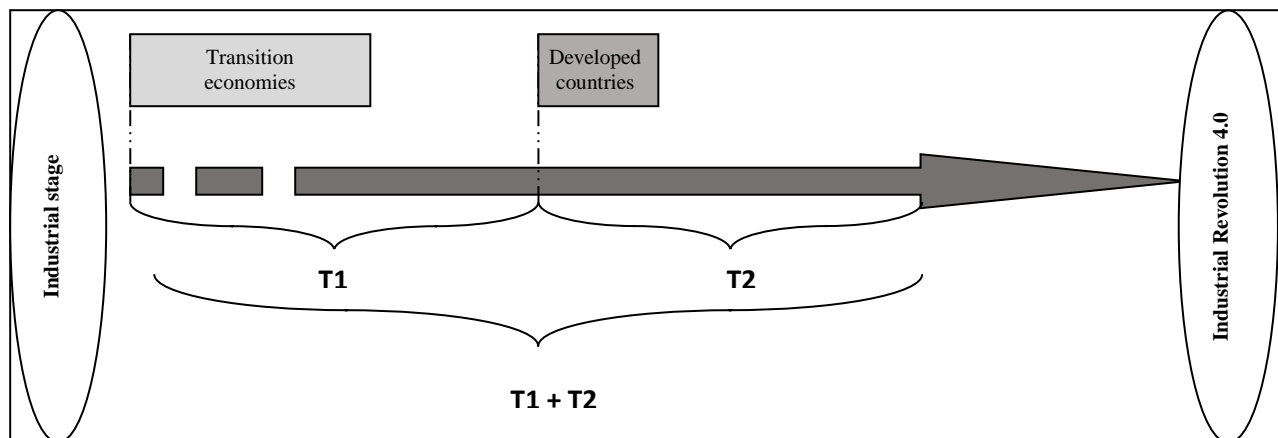 Transition
economies
Developed
countries
Industrial stage
Industrial Revolution 4.0
T1
T2
T1 + T2